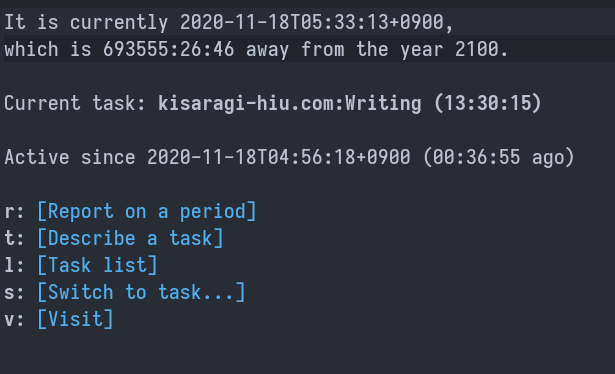 It is currently 2020-11-18T05:33:13+0900,
which is 693555:26:46 away from the year 2100.
Current task: kisaragi-hiu.com:Writing (13:30:15)
Active since 2020-11-18T04:56:18+0900 (00:36:55 ago)
r: [Report on a period]
t: [Describe a task]
l: [Task list]
s: [Switch to task...]
v: [Visit]